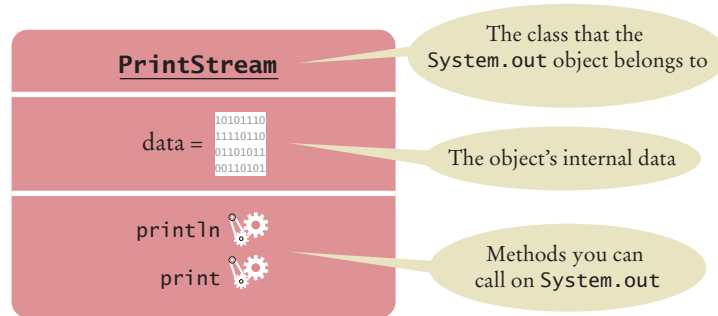 PrintStream
The class that the
System.out object belongs to
data =
10101110
11110110
01101011
00110101
The object’s internal data
println
print
Methods you can
call on System.out